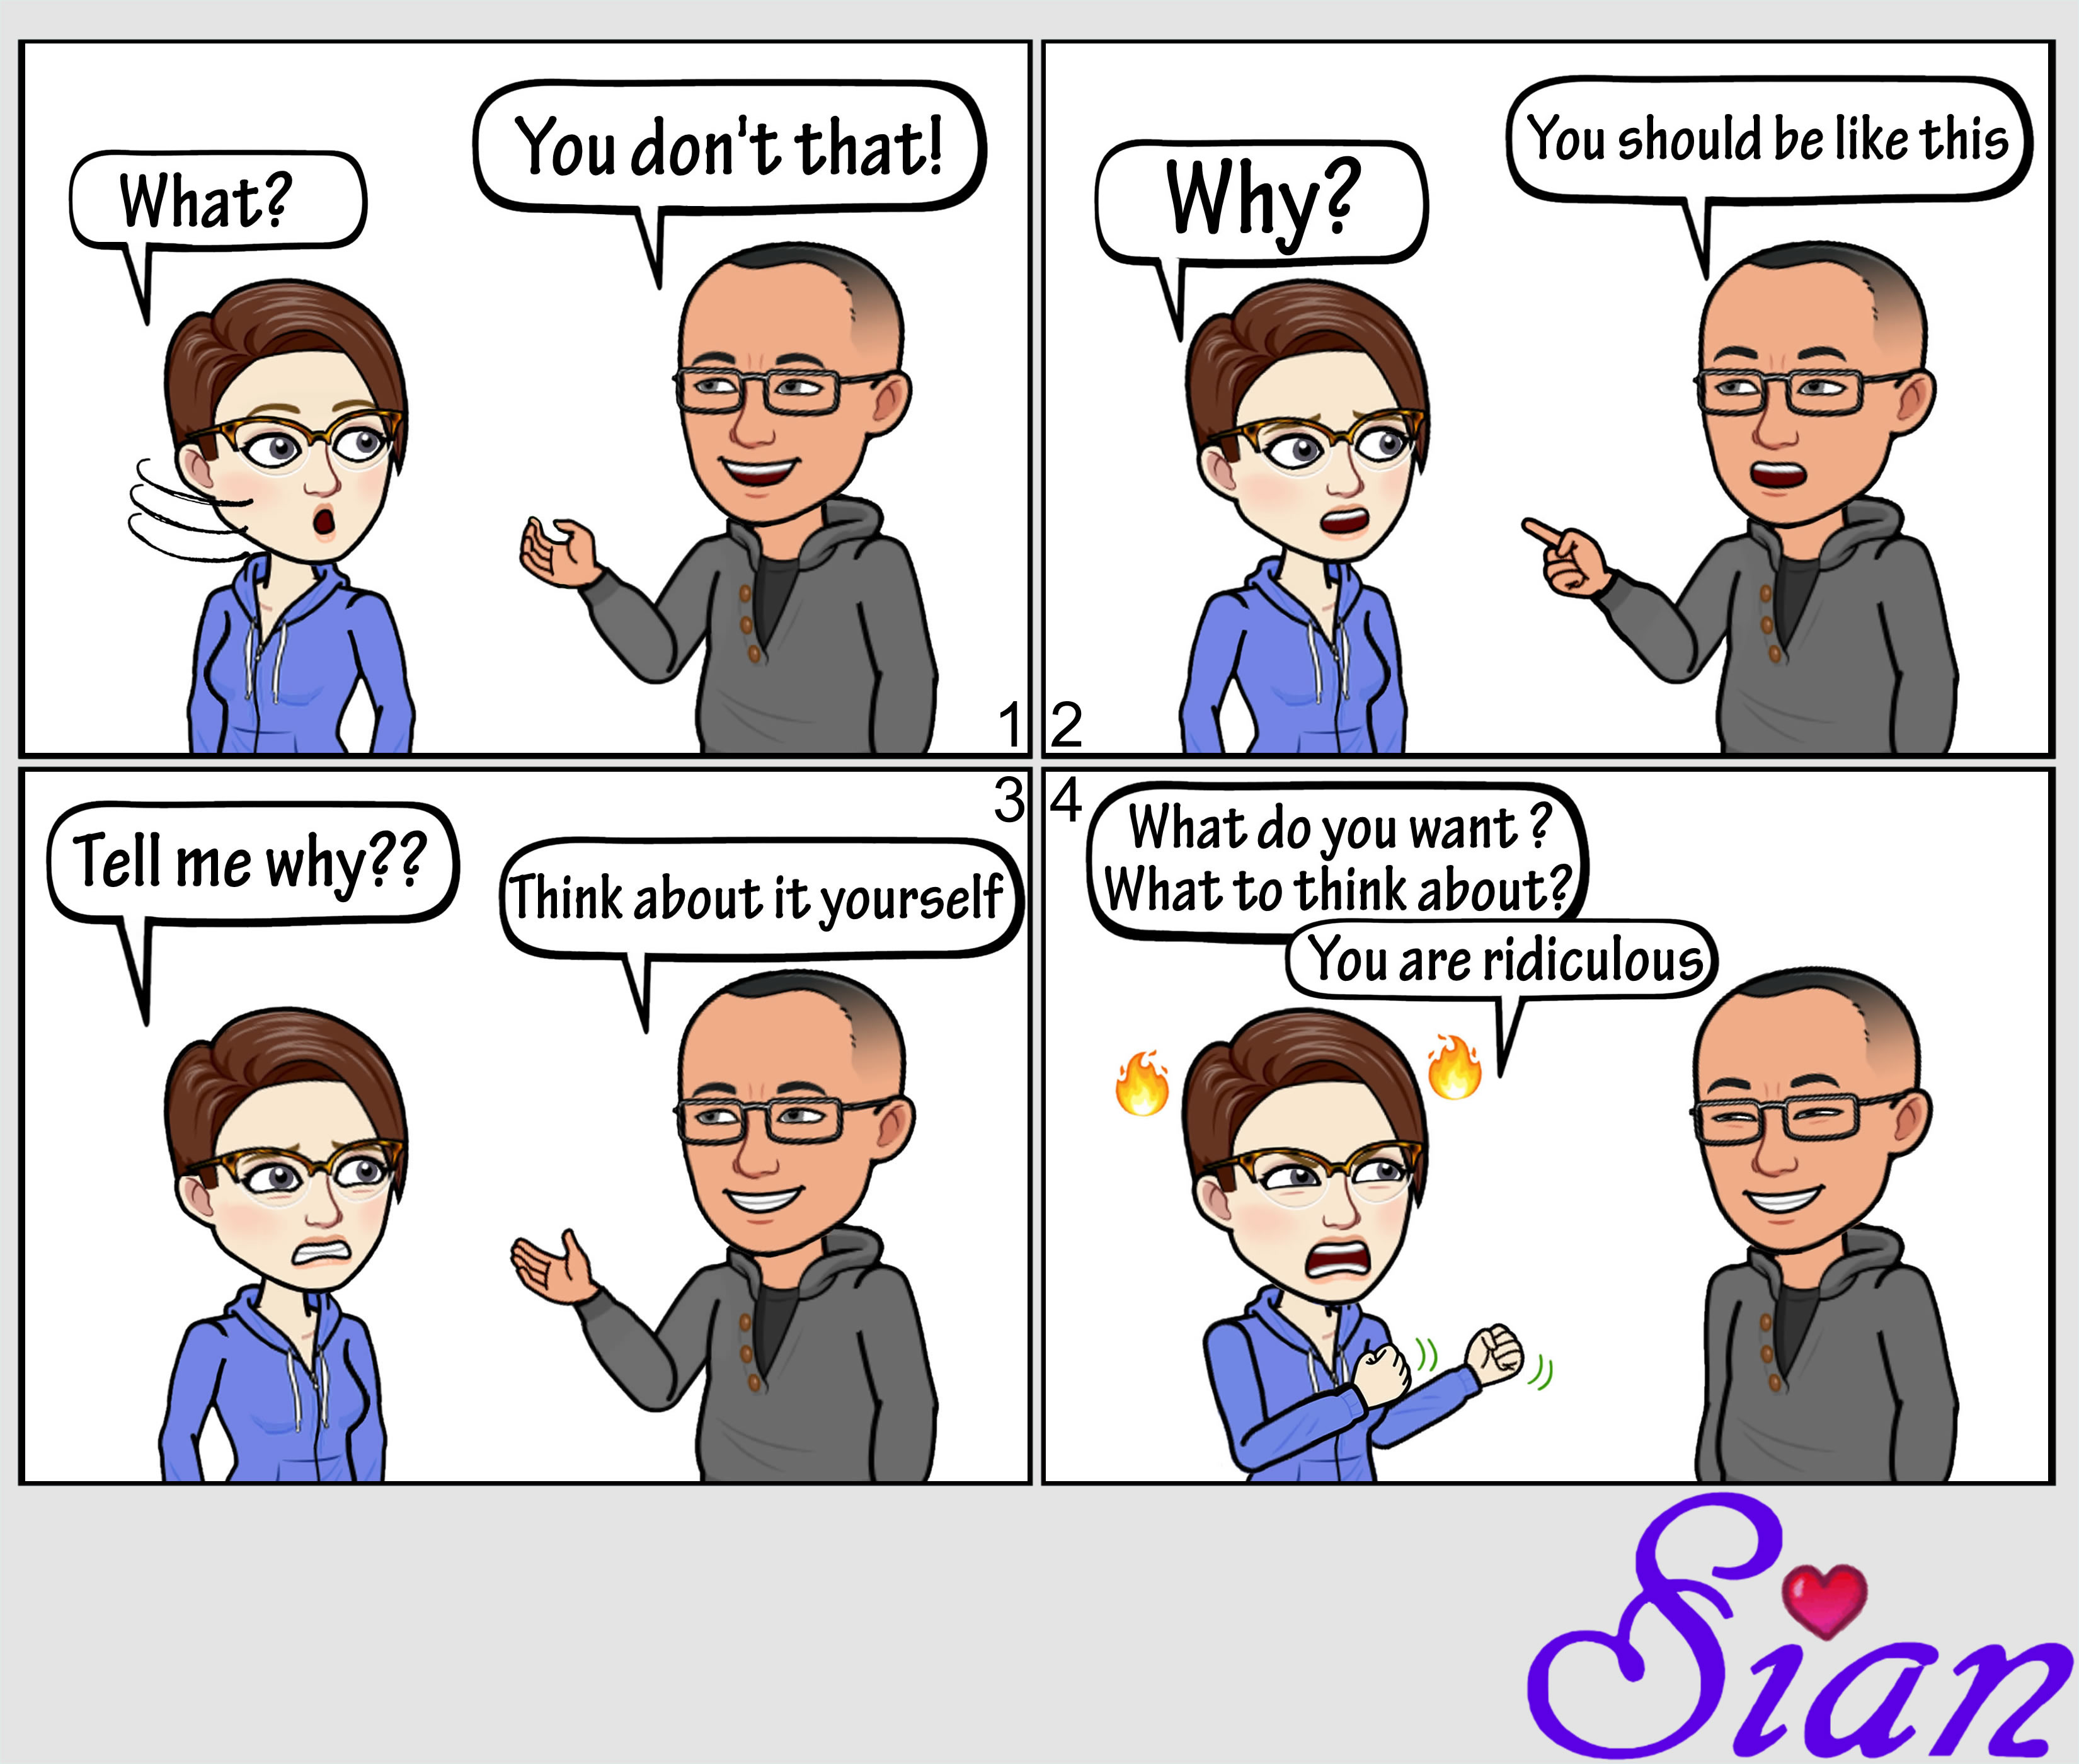 What?
You don't that!
1
Why?
You should be like this
2
Tell me why??
Think about it yourself
3
4
What do you want ?
What to think about?
You are ridiculous
Sian